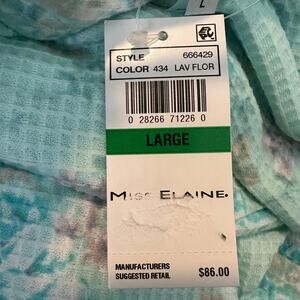 L
STYLE 666429
COLOR 434 LAV FLOR
0 28266 71226 0
LARGE
MISS ELAINE
MANUFACTURERS
SUGGESTED RETAIL $86.00